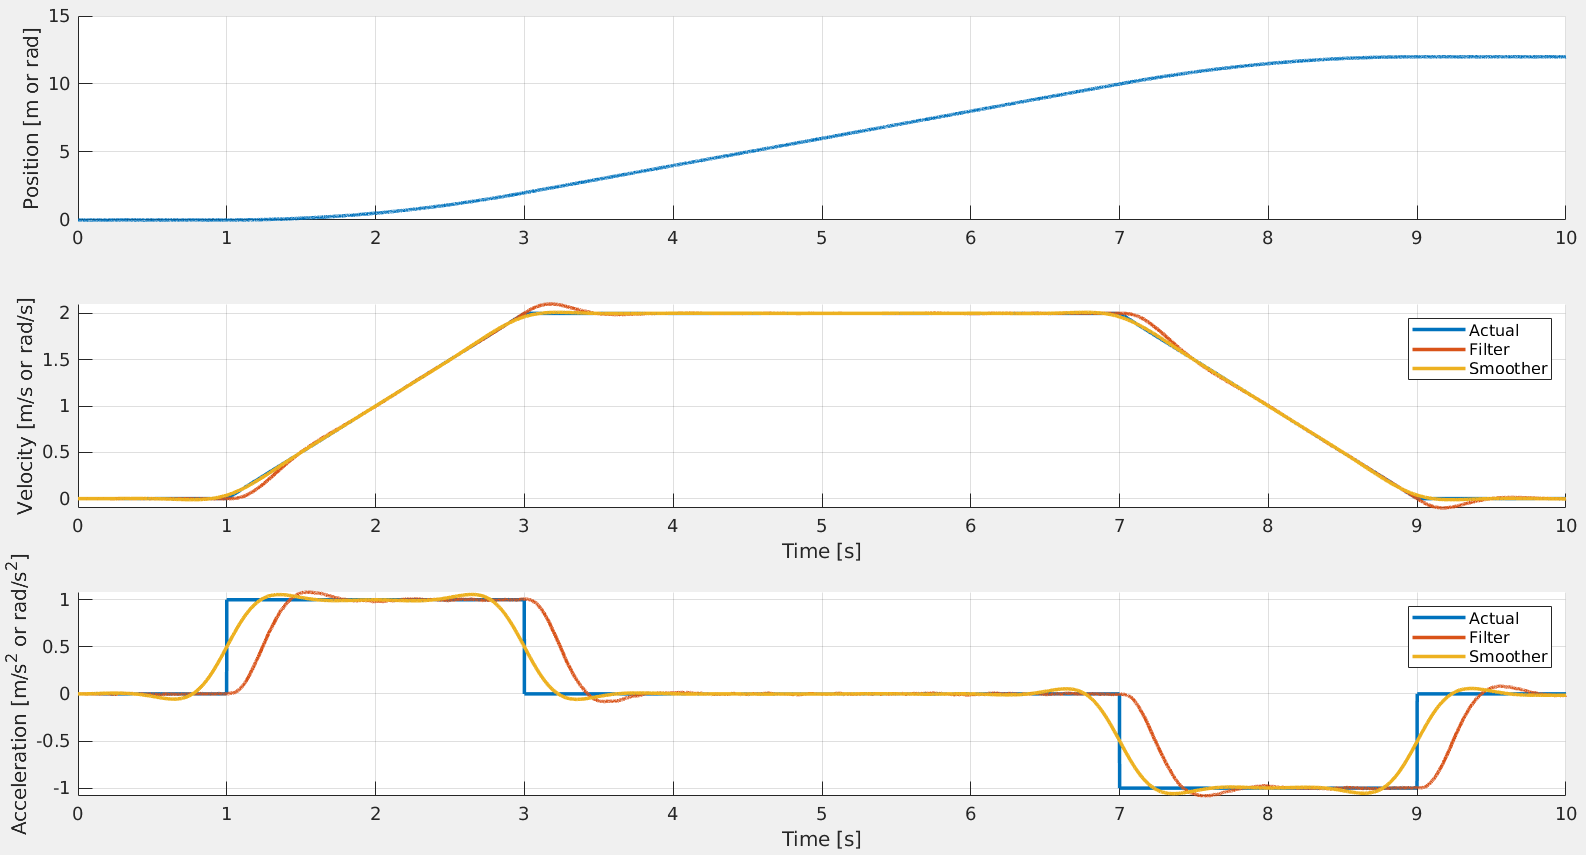 Position [m or rad]
15
10
5
0
0 1 2 3 4 5 6 7 8 9 10
Velocity [m/s or rad/s]
2
1.5
1
0.5
0
Actual
Filter
Smoother
0 1 2 3 4 5 6 7 8 9 10
Time [s]
Acceleration [m/s² or rad/s²]
1
0.5
0
-0.5
-1
Actual
Filter
Smoother
0 1 2 3 4 5 6 7 8 9 10
Time [s]